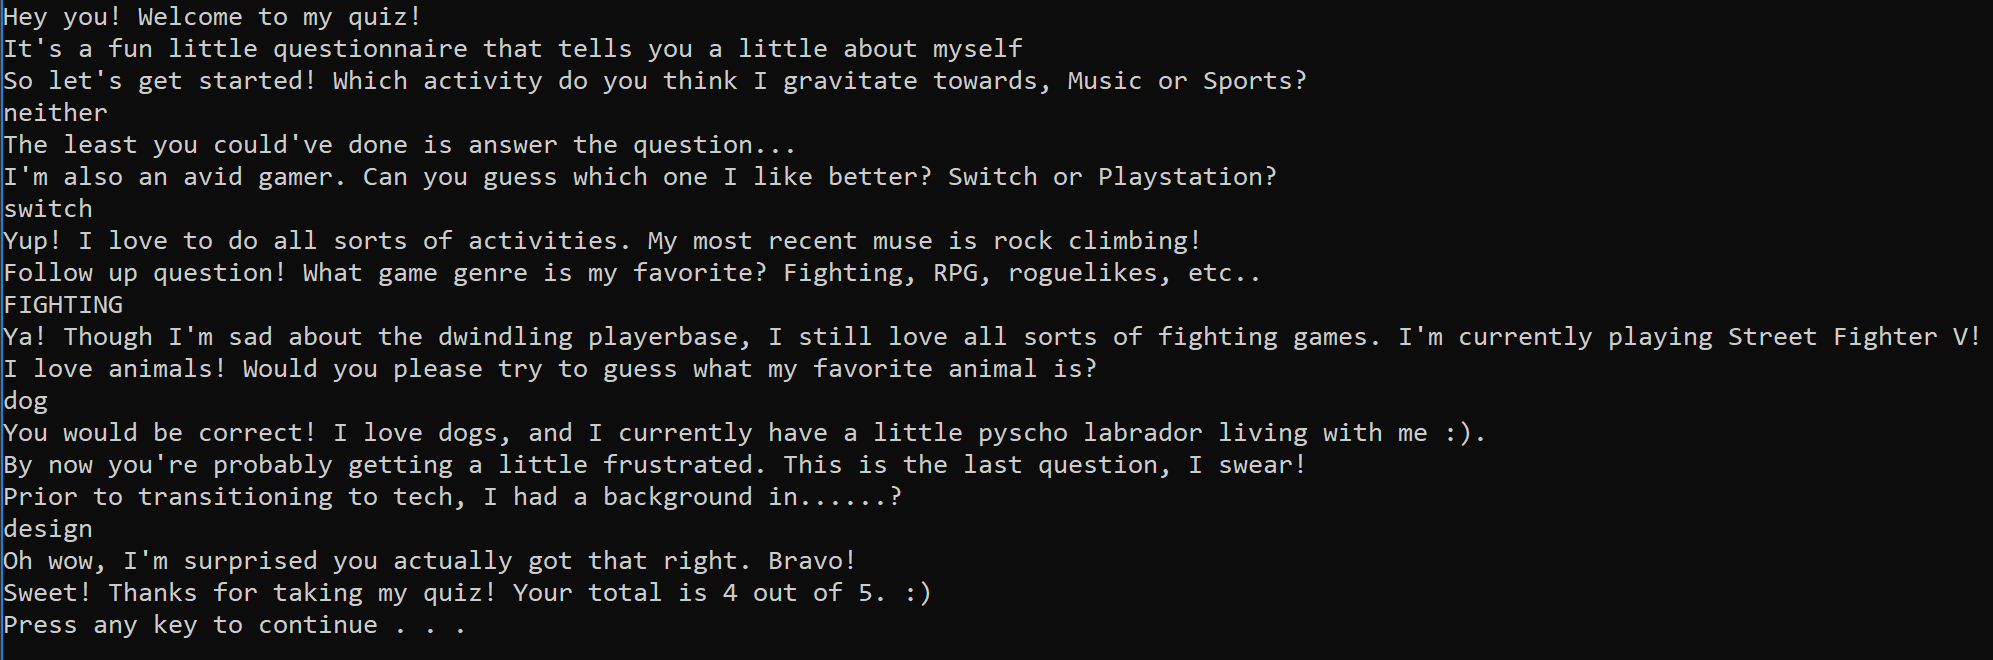 Hey you! Welcome to my quiz!
It's a fun little questionnaire that tells you a little about myself
So let's get started! Which activity do you think I gravitate towards, Music or Sports?
neither
The least you could've done is answer the question...
I'm also an avid gamer. Can you guess which one I like better? Switch or Playstation?
switch
Yup! I love to do all sorts of activities. My most recent muse is rock climbing!
Follow up question! What game genre is my favorite? Fighting, RPG, roguelikes, etc..
FIGHTING
Ya! Though I'm sad about the dwindling playerbase, I still love all sorts of fighting games. I'm currently playing Street Fighter V!
I love animals! Would you please try to guess what my favorite animal is?
dog
You would be correct! I love dogs, and I currently have a little pyscho labrador living with me :).
By now you're probably getting a little frustrated. This is the last question, I swear!
Prior to transitioning to tech, I had a background in......?
design
Oh wow, I'm surprised you actually got that right. Bravo!
Sweet! Thanks for taking my quiz! Your total is 4 out of 5. :)
Press any key to continue . . .